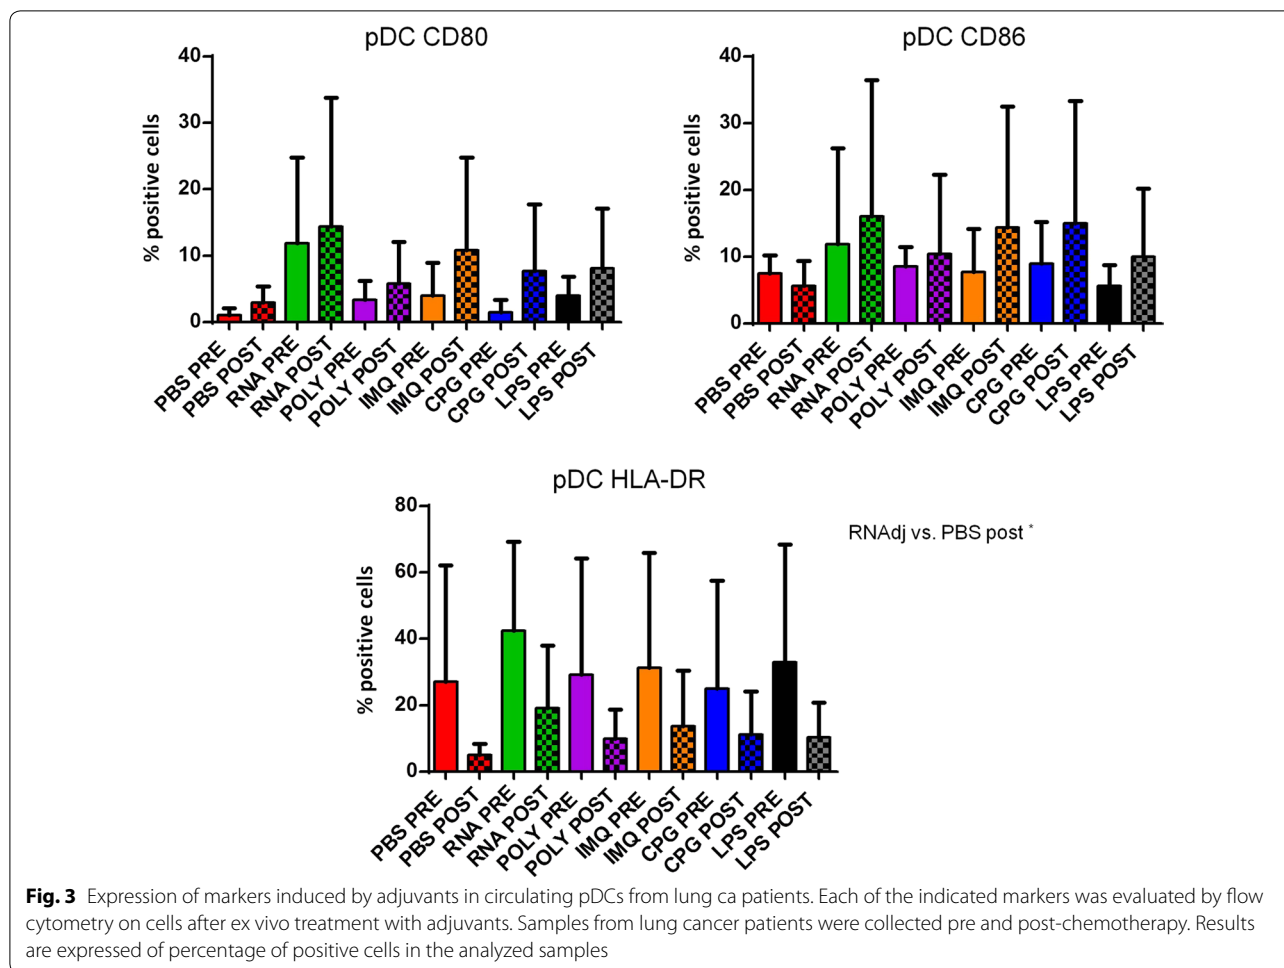 pDC CD80
% positive cells
40
30
20
10
0
PBS PRE
PBS POST
RNA PRE
RNA POST
POLY PRE
POLY POST
IMQ PRE
IMQ POST
CPG PRE
CPG POST
LPS PRE
LPS POST
pDC CD86
% positive cells
40
30
20
10
0
PBS PRE
PBS POST
RNA PRE
RNA POST
POLY PRE
POLY POST
IMQ PRE
IMQ POST
CPG PRE
CPG POST
LPS PRE
LPS POST
pDC HLA-DR
% positive cells
80
60
40
20
0
PBS PRE
PBS POST
RNA PRE
RNA POST
POLY PRE
POLY POST
IMQ PRE
IMQ POST
CPG PRE
CPG POST
LPS PRE
LPS POST
RNAdj vs. PBS post *
Fig. 3 Expression of markers induced by adjuvants in circulating pDCs from lung ca patients. Each of the indicated markers was evaluated by flow
cytometry on cells after ex vivo treatment with adjuvants. Samples from lung cancer patients were collected pre and post-chemotherapy. Results
are expressed of percentage of positive cells in the analyzed samples